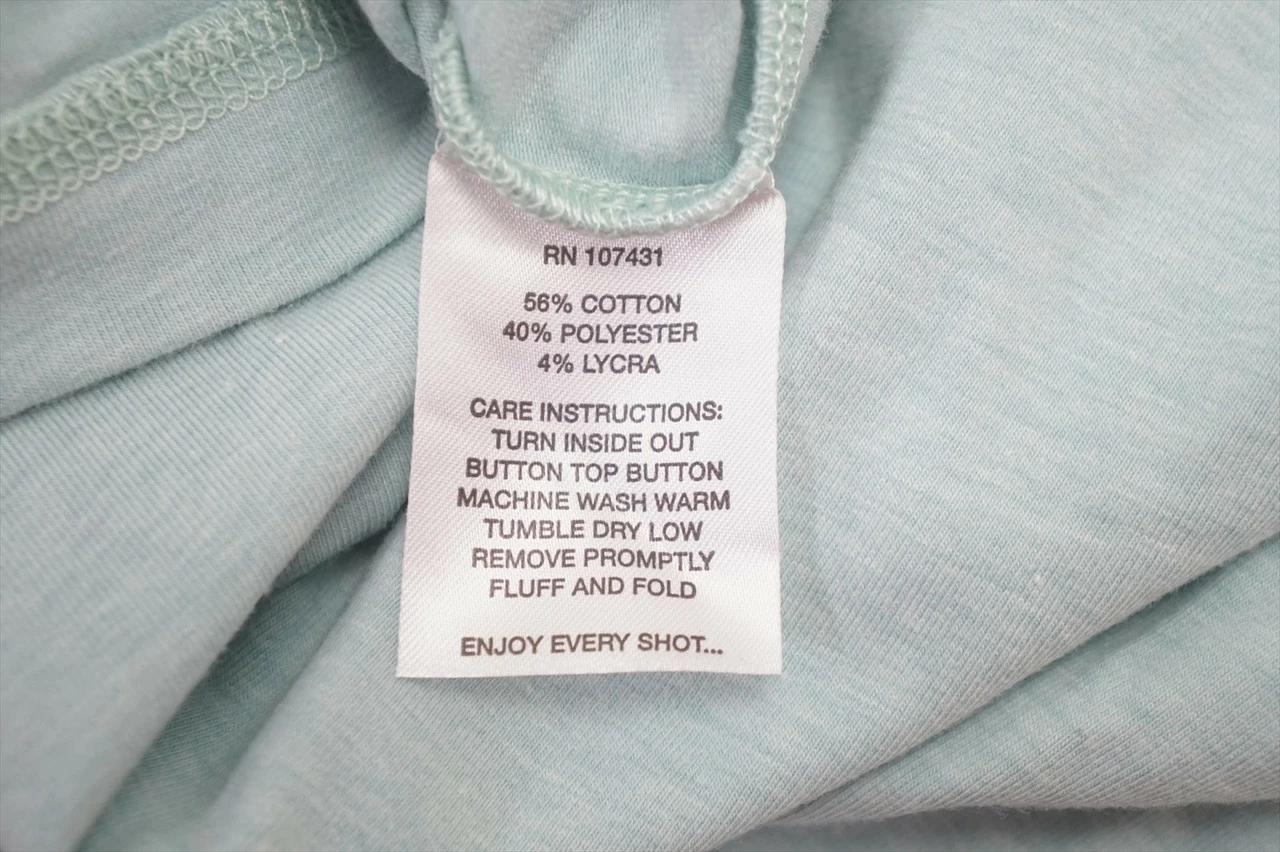 RN 107431
56% COTTON
40% POLYESTER
4% LYCRA
CARE INSTRUCTIONS:
TURN INSIDE OUT
BUTTON TOP BUTTON
MACHINE WASH WARM
TUMBLE DRY LOW
REMOVE PROMPTLY
FLUFF AND FOLD
ENJOY EVERY SHOT...